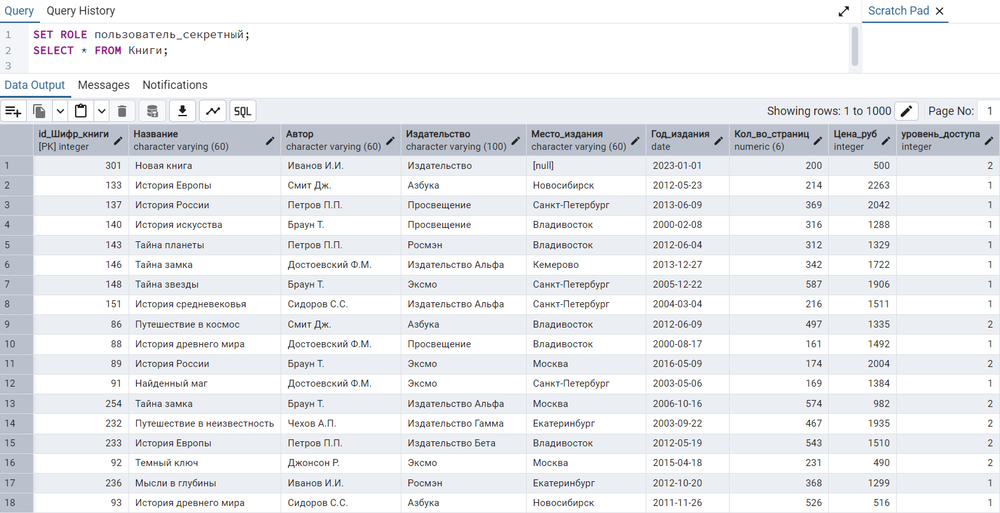 Query Query History Scratch Pad
1 SET ROLE пользователь_секретный;
2 SELECT * FROM Книги;
3
Data Output Messages Notifications
SQL Showing rows: 1 to 1000 Page No: 1
id_Шифр_книги Название Автор Издательство Место_издания Год_издания Кол_во_страниц Цена_руб уровень_доступа
[PK] integer character varying (60) character varying (60) character varying (100) character varying (60) date numeric (6) integer integer
1 301 Новая книга Иванов И.И. Издательство [null] 2023-01-01 200 500 2
2 133 История Европы Смит Дж. Азбука Новосибирск 2012-05-23 214 2263 1
3 137 История России Петров П.П. Просвещение Санкт-Петербург 2013-06-09 369 2042 1
4 140 История искусства Браун Т. Просвещение Владивосток 2000-02-08 316 1288 1
5 143 Тайна планеты Петров П.П. Росмэн Владивосток 2012-06-04 312 1329 1
6 146 Тайна замка Достоевский Ф.М. Издательство Альфа Кемерово 2013-12-27 342 1722 1
7 148 Тайна звезды Браун Т. Эксмо Санкт-Петербург 2005-12-22 587 1906 1
8 151 История средневековья Сидоров С.С. Издательство Альфа Санкт-Петербург 2004-03-04 216 1511 1
9 86 Путешествие в космос Смит Дж. Азбука Владивосток 2012-06-09 497 1335 2
10 88 История древнего мира Достоевский Ф.М. Просвещение Владивосток 2000-08-17 161 1492 1
11 89 История России Браун Т. Эксмо Москва 2016-05-09 174 2004 2
12 91 Найденный маг Достоевский Ф.М. Эксмо Санкт-Петербург 2003-05-06 169 1384 1
13 254 Тайна замка Браун Т. Издательство Альфа Москва 2006-10-16 574 982 2
14 232 Путешествие в неизвестность Чехов А.П. Издательство Гамма Екатеринбург 2003-09-22 467 1935 2
15 233 История Европы Петров П.П. Издательство Бета Владивосток 2012-05-19 543 1510 2
16 92 Темный ключ Джонсон Р. Эксмо Москва 2015-04-18 231 490 2
17 236 Мысли в глубины Иванов И.И. Росмэн Екатеринбург 2012-10-20 368 1299 1
18 93 История древнего мира Сидоров С.С. Азбука Новосибирск 2011-11-26 526 516 1